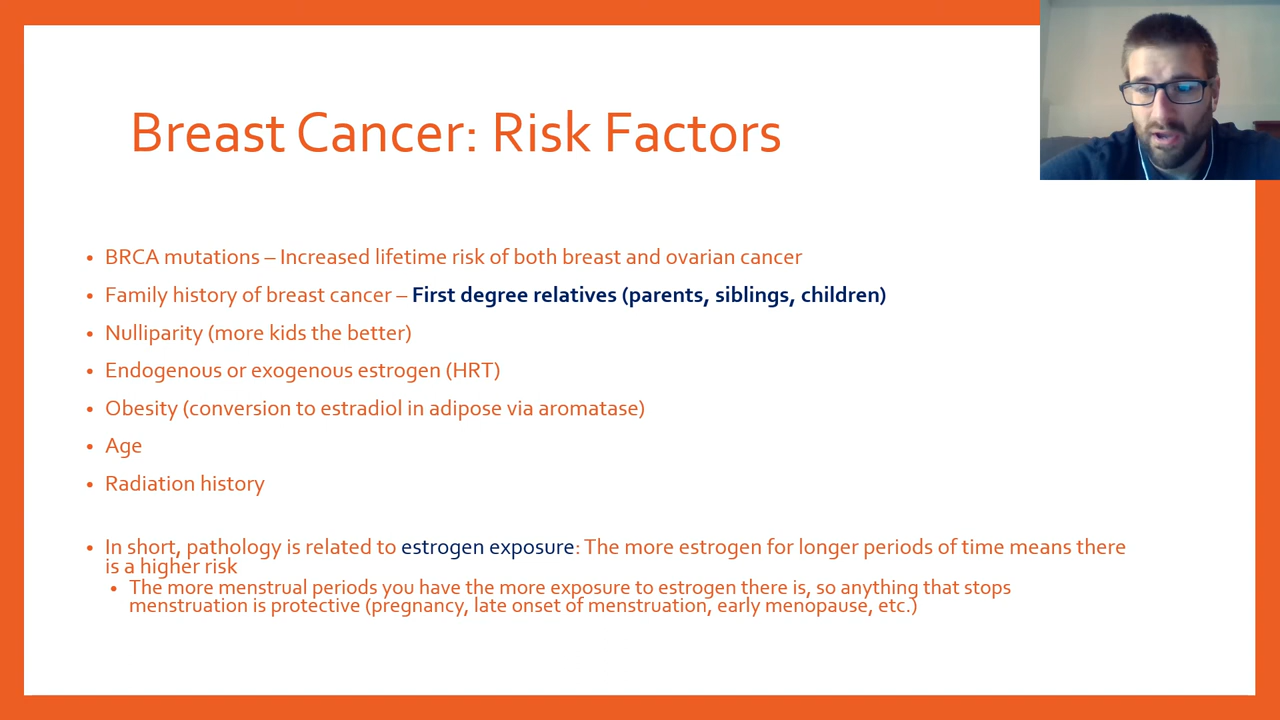 Breast Cancer: Risk Factors
• BRCA mutations – Increased lifetime risk of both breast and ovarian cancer
• Family history of breast cancer – First degree relatives (parents, siblings, children)
• Nulliparity (more kids the better)
• Endogenous or exogenous estrogen (HRT)
• Obesity (conversion to estradiol in adipose via aromatase)
• Age
• Radiation history
• In short, pathology is related to estrogen exposure: The more estrogen for longer periods of time means there
is a higher risk
• The more menstrual periods you have the more exposure to estrogen there is, so anything that stops
menstruation is protective (pregnancy, late onset of menstruation, early menopause, etc.)